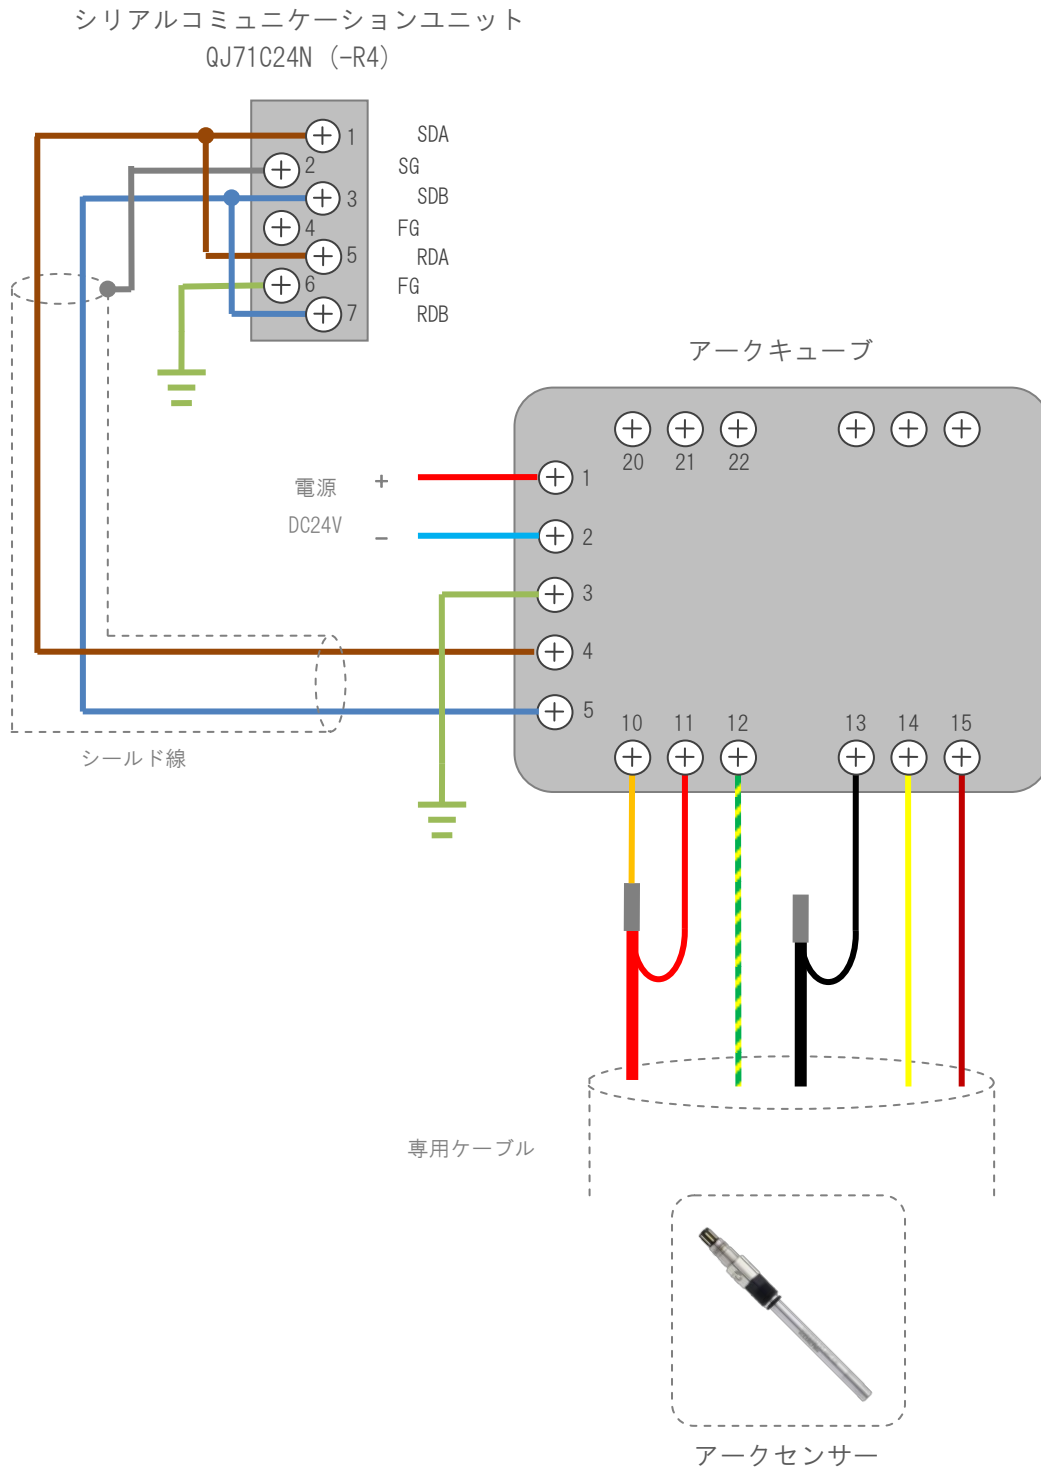 シリアルコミュニケーションユニット
QJ71C24N (-R4)
1 SDA
2 SG
3 SDB
4 FG
5 RDA
6 FG
7 RDB
アークキューブ
20 21 22
電源 + 1
DC24V - 2
3
4
5
10 11 12 13 14 15
シールド線
専用ケーブル
アークセンサー